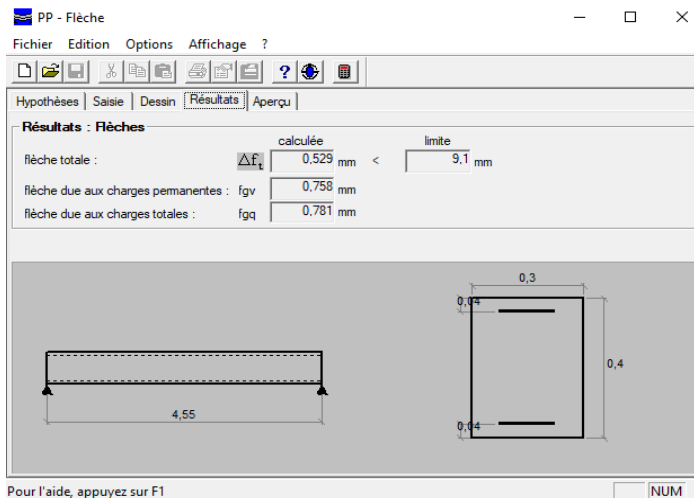 PP - Flèche
Fichier Edition Options Affichage ?
Hypothèses Saisie Dessin Résultats Aperçu
Résultats : Flèches
calculée limite
flèche totale : Δfₜ 0,529 mm < 9,1 mm
flèche due aux charges permanentes : fgv 0,758 mm
flèche due aux charges totales : fgq 0,781 mm
0,3
0,04
0,4
4,55
0,04
Pour l'aide, appuyez sur F1 NUM